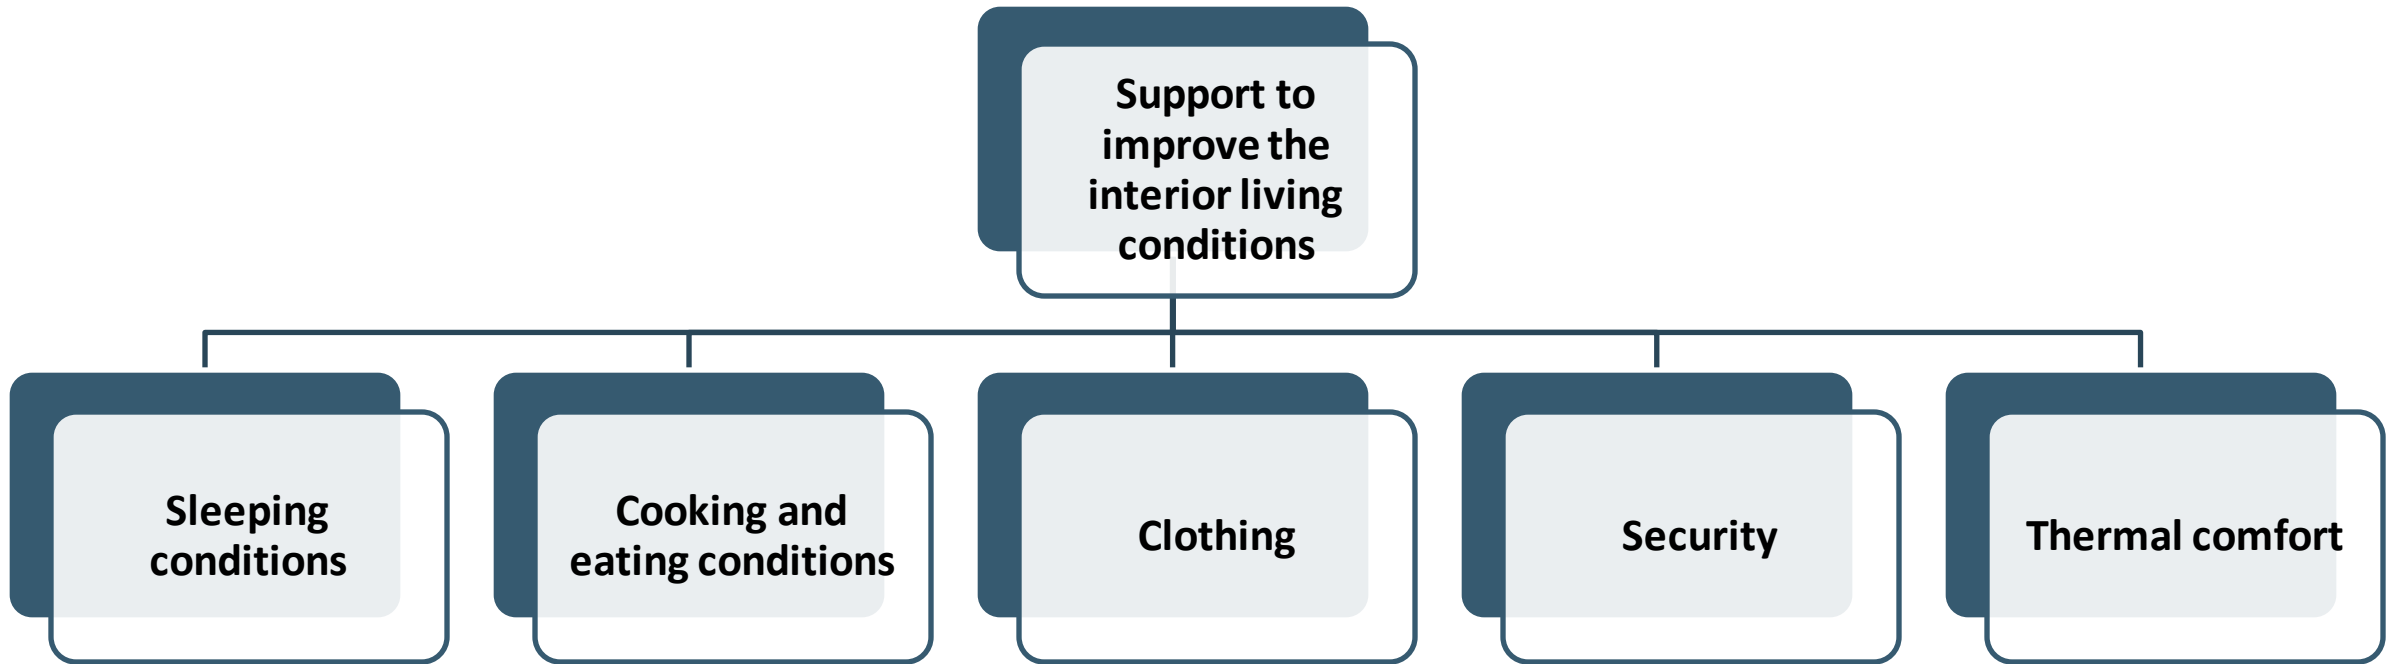 Support to
improve the
interior living
conditions
Sleeping
conditions
Cooking and
eating conditions
Clothing
Security
Thermal comfort